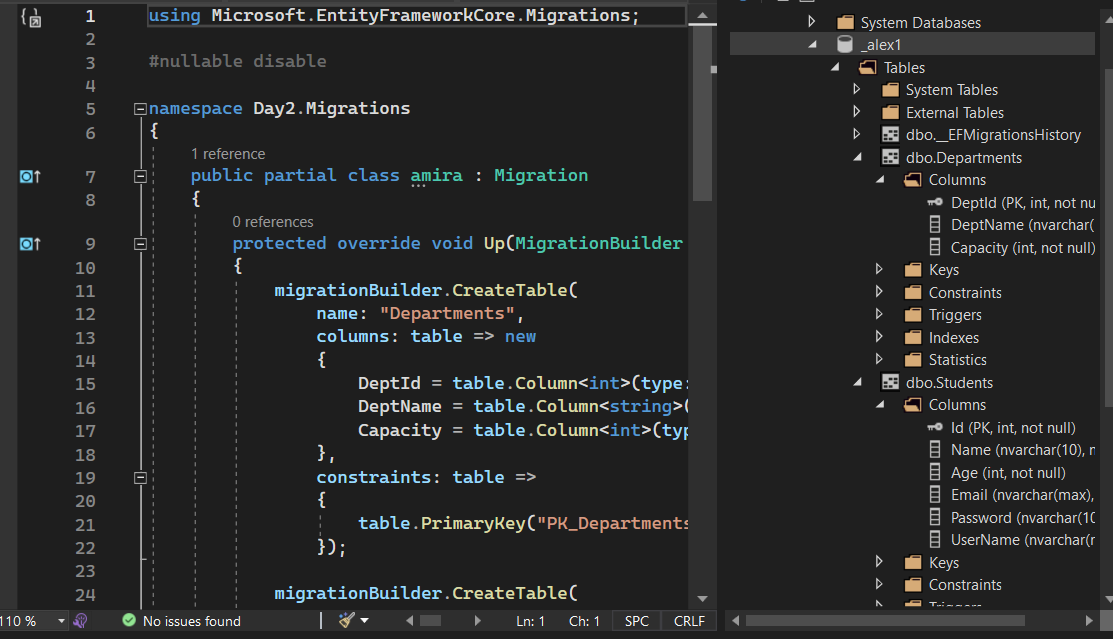 1 using Microsoft.EntityFrameworkCore.Migrations;
2
3 #nullable disable
4
5 namespace Day2.Migrations
6 {
1 reference
7 public partial class amira : Migration
8 {
0 references
9 protected override void Up(MigrationBuilder
10 {
11 migrationBuilder.CreateTable(
12 name: "Departments",
13 columns: table => new
14 {
15 DeptId = table.Column<int>(type:
16 DeptName = table.Column<string>(
17 Capacity = table.Column<int>(typ
18 },
19 constraints: table =>
20 {
21 table.PrimaryKey("PK_Departments
22 });
23
24 migrationBuilder.CreateTable(
110 % No issues found Ln: 1 Ch: 1 SPC CRLF
System Databases
_alex1
Tables
System Tables
External Tables
dbo.__EFMigrationsHistory
dbo.Departments
Columns
DeptId (PK, int, not nu
DeptName (nvarchar(
Capacity (int, not null)
Keys
Constraints
Triggers
Indexes
Statistics
dbo.Students
Columns
Id (PK, int, not null)
Name (nvarchar(10), n
Age (int, not null)
Email (nvarchar(max),
Password (nvarchar(10
UserName (nvarchar(
Keys
Constraints
Triggers